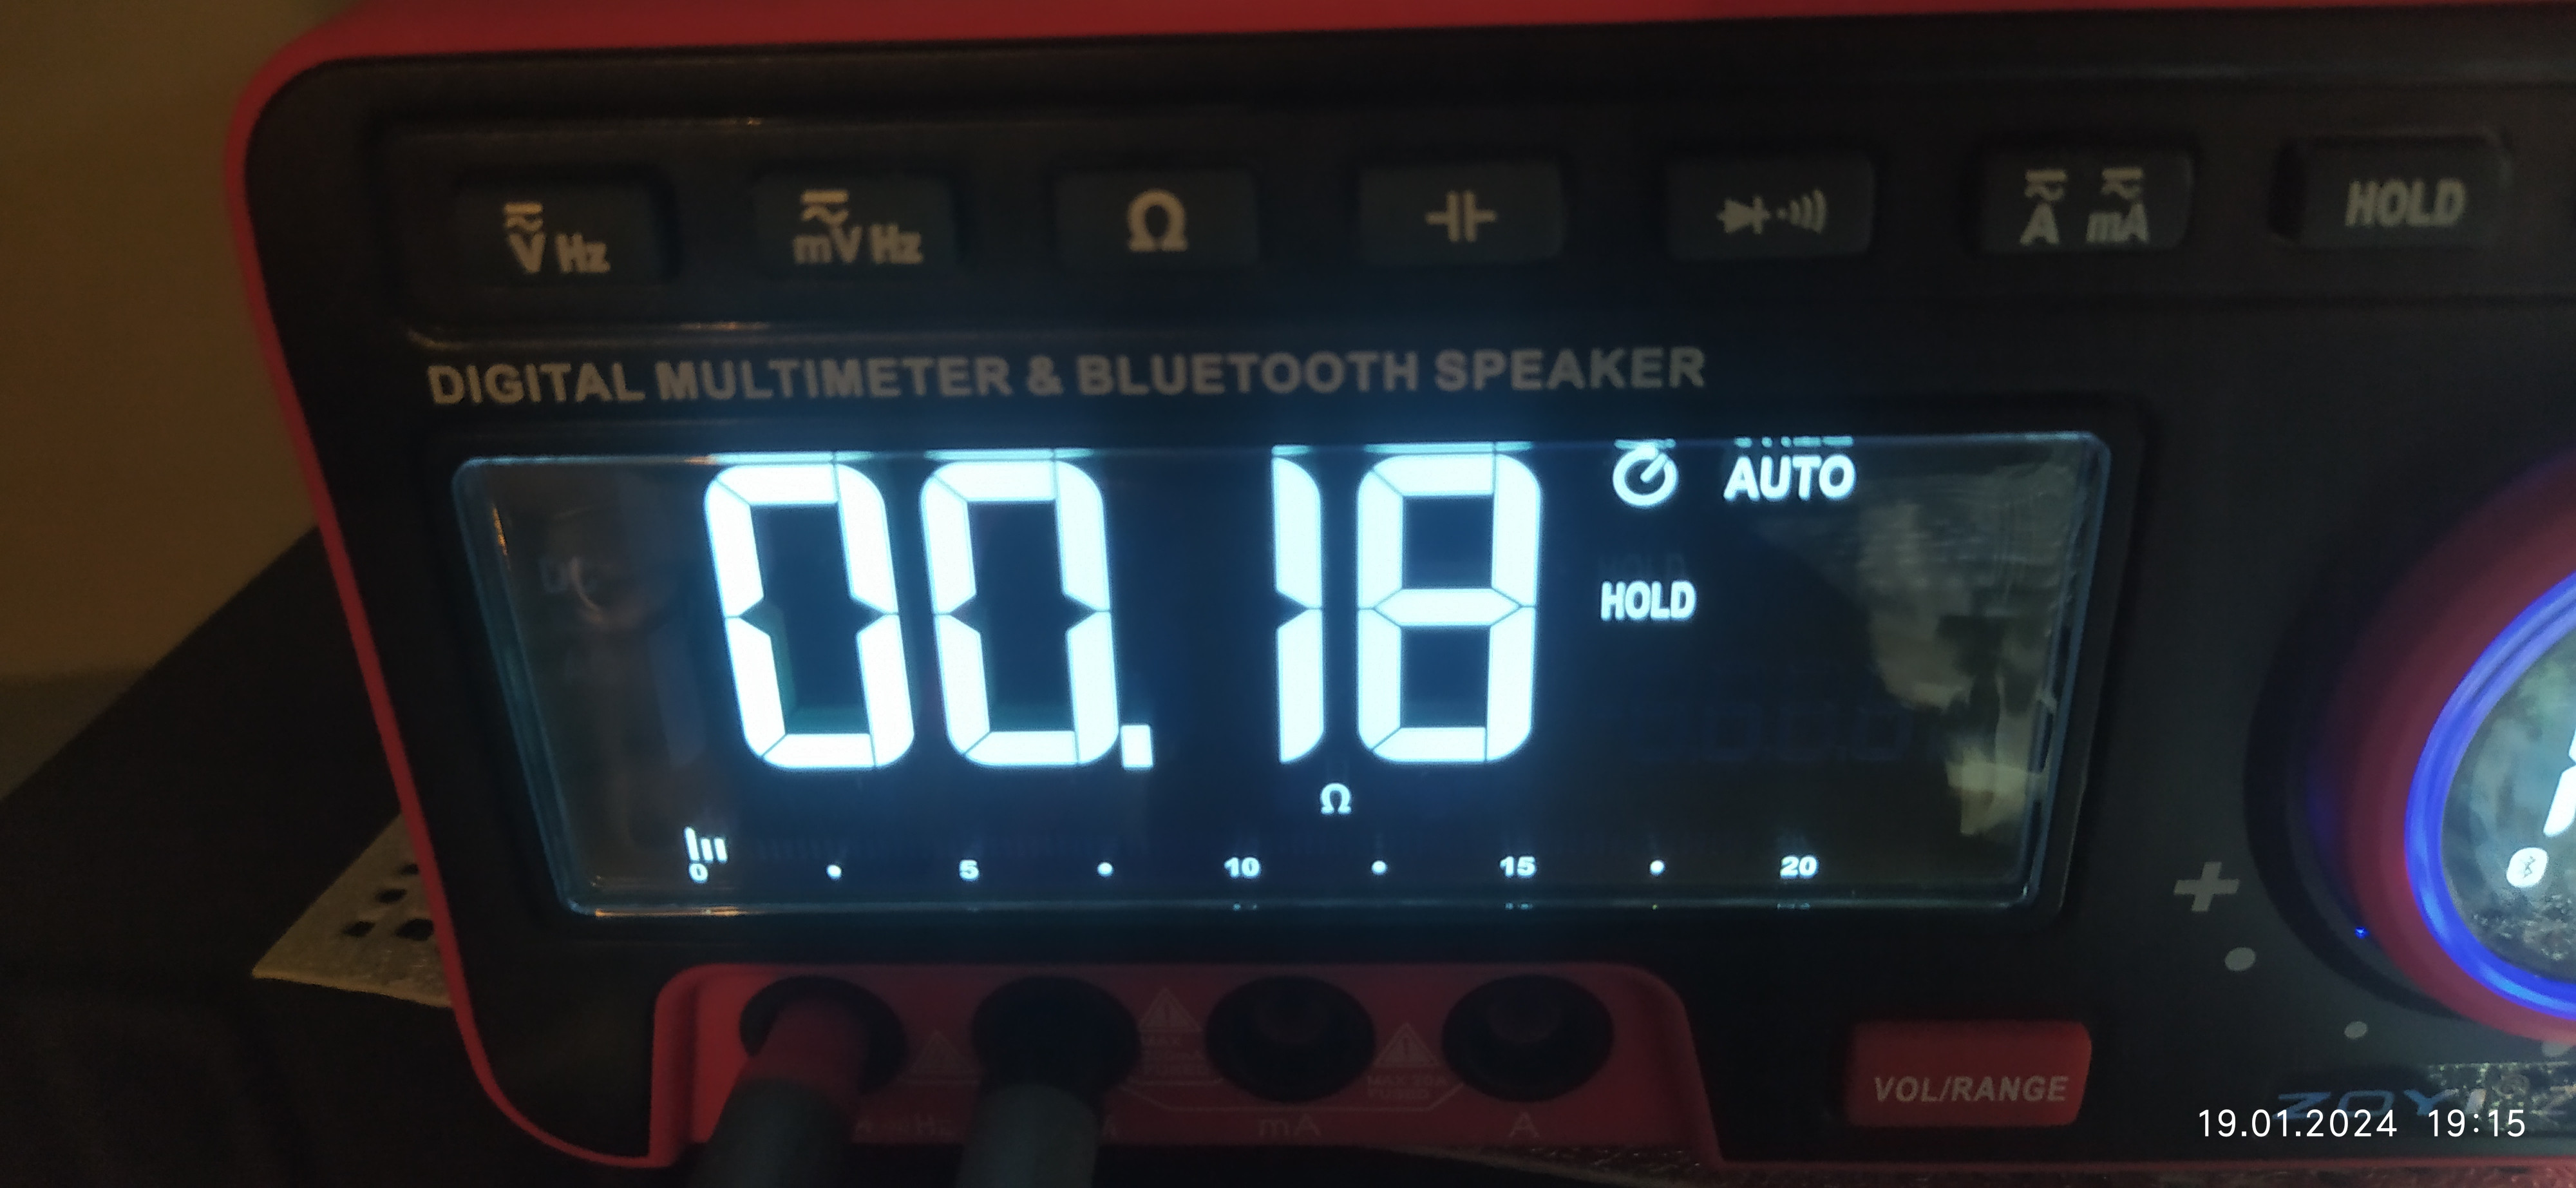 V Hz mV Hz Ω A mA HOLD
DIGITAL MULTIMETER & BLUETOOTH SPEAKER
00.18 AUTO
HOLD
Ω
0 5 10 15 20
mA A
VOL/RANGE
19.01.2024 19:15